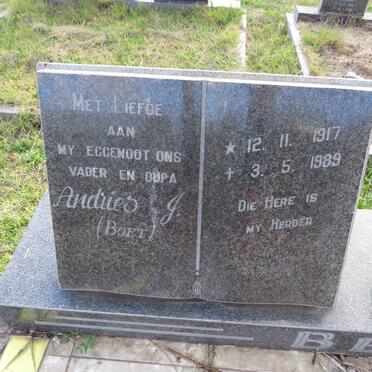 Met Liefde
aan
my eggenoot ons
vader en oupa
Andries J.
(Boet)
★ 12. 11. 1917
✝ 3. 5. 1989
Die Here is
my Herder